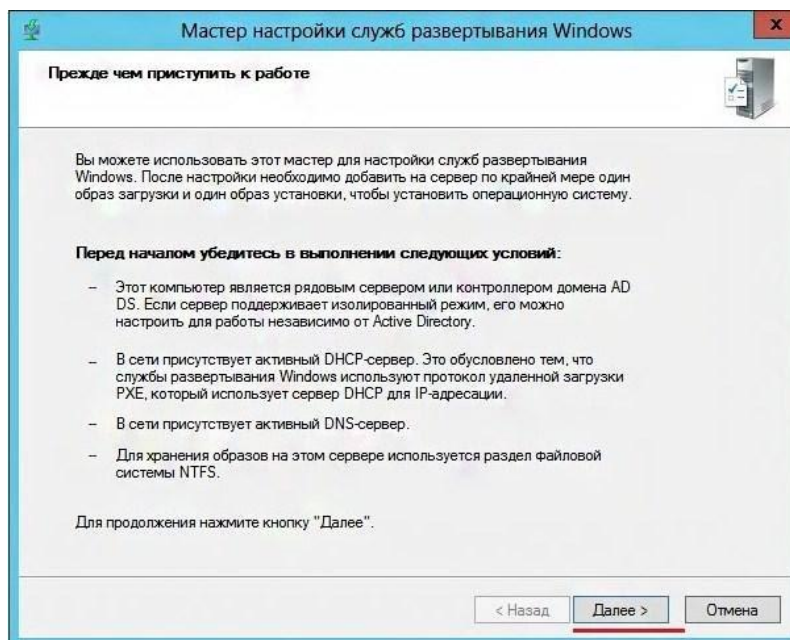 Мастер настройки служб развертывания Windows
x
Прежде чем приступить к работе
Вы можете использовать этот мастер для настройки служб развертывания
Windows. После настройки необходимо добавить на сервер по крайней мере один
образ загрузки и один образ установки, чтобы установить операционную систему.
Перед началом убедитесь в выполнении следующих условий:
– Этот компьютер является рядовым сервером или контроллером домена AD
DS. Если сервер поддерживает изолированный режим, его можно
настроить для работы независимо от Active Directory.
– В сети присутствует активный DHCP-сервер. Это обусловлено тем, что
службы развертывания Windows используют протокол удаленной загрузки
PXE, который использует сервер DHCP для IP-адресации.
– В сети присутствует активный DNS-сервер.
– Для хранения образов на этом сервере используется раздел файловой
системы NTFS.
Для продолжения нажмите кнопку "Далее".
< Назад Далее > Отмена